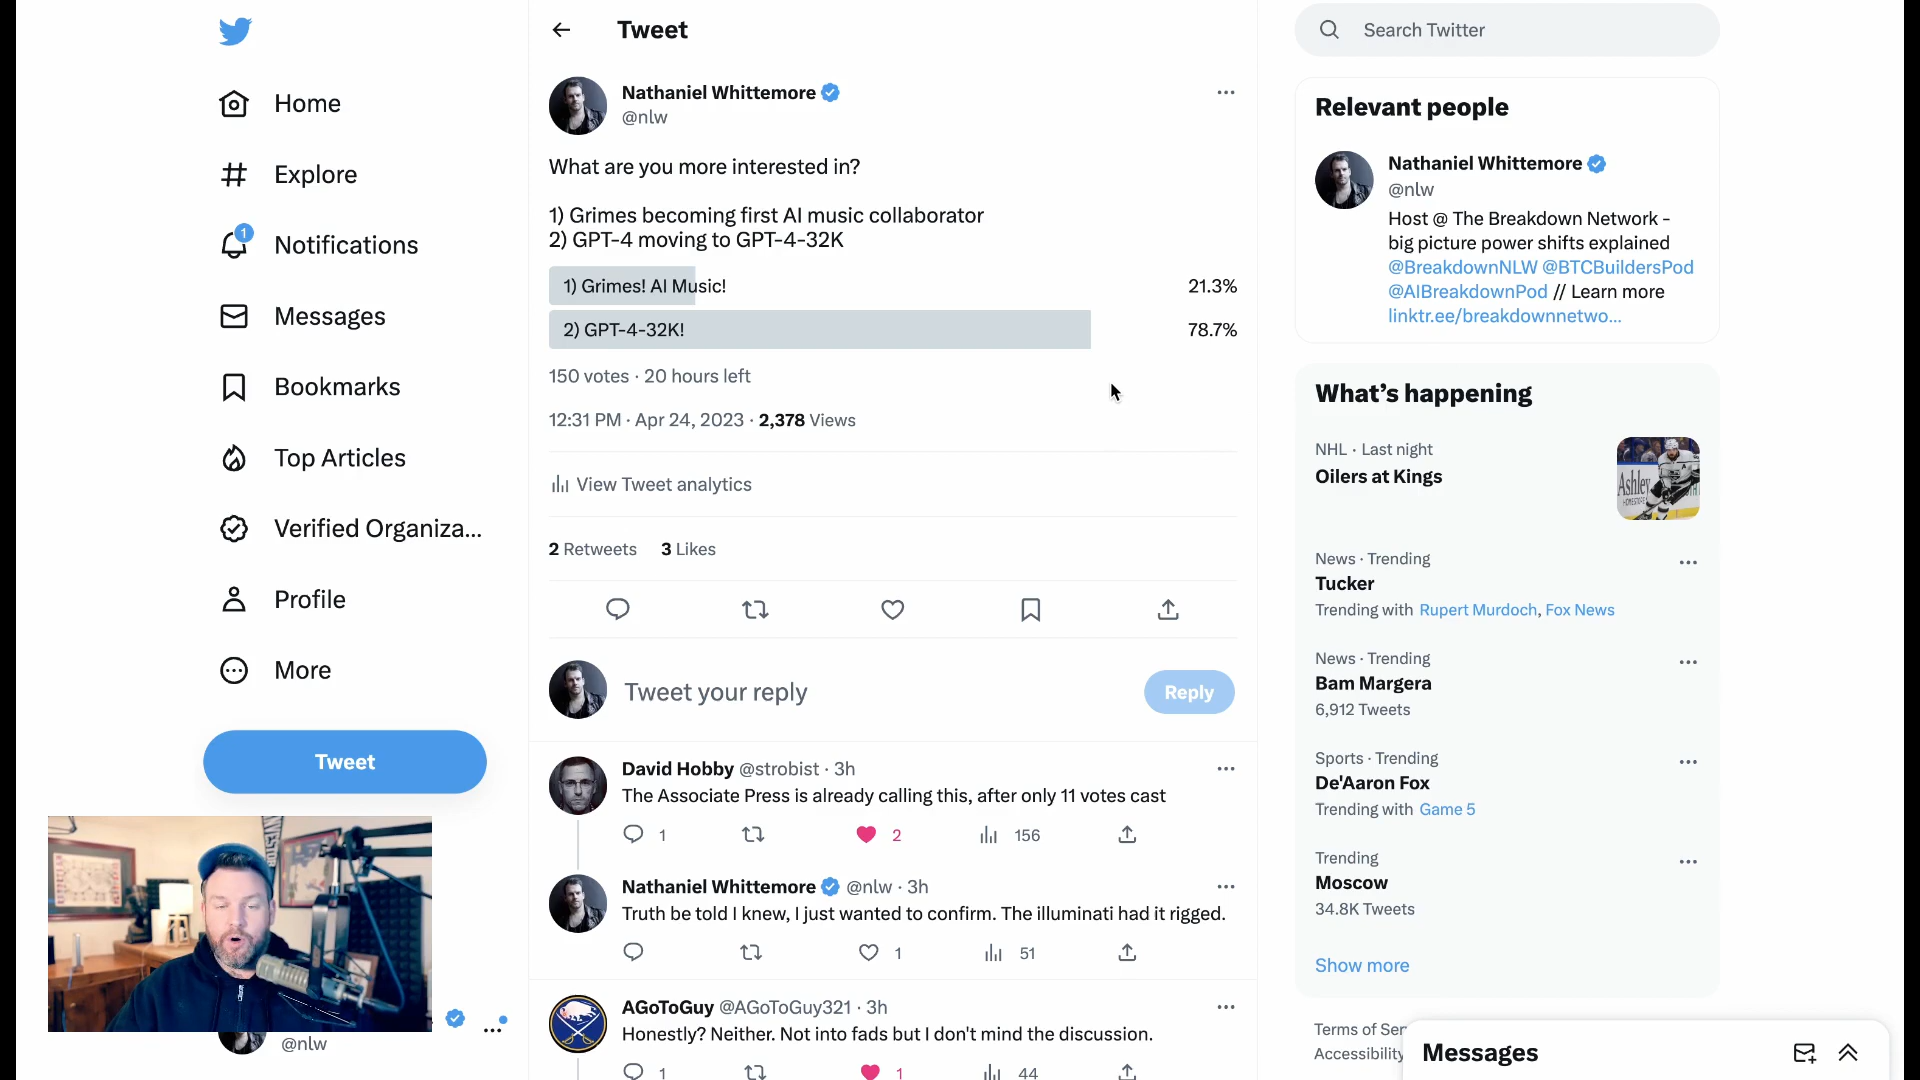 Home
Explore
1
Notifications
Messages
Bookmarks
Top Articles
Verified Organiza...
Profile
More
Tweet
@nlw
Tweet
Nathaniel Whittemore
@nlw
What are you more interested in?
1) Grimes becoming first AI music collaborator
2) GPT-4 moving to GPT-4-32K
1) Grimes! AI Music! 21.3%
2) GPT-4-32K! 78.7%
150 votes · 20 hours left
12:31 PM · Apr 24, 2023 · 2,378 Views
View Tweet analytics
2 Retweets 3 Likes
Tweet your reply
Reply
David Hobby @strobist · 3h
The Associate Press is already calling this, after only 11 votes cast
1 2 156
Nathaniel Whittemore @nlw · 3h
Truth be told I knew, I just wanted to confirm. The illuminati had it rigged.
1 51
AGoToGuy @AGoToGuy321 · 3h
Honestly? Neither. Not into fads but I don't mind the discussion.
1 1 44
Search Twitter
Relevant people
Nathaniel Whittemore
@nlw
Host @ The Breakdown Network -
big picture power shifts explained
@BreakdownNLW @BTCBuildersPod
@AIBreakdownPod // Learn more
linktr.ee/breakdownnetwo...
What's happening
NHL · Last night
Oilers at Kings
Ashley
News · Trending
Tucker
Trending with Rupert Murdoch, Fox News
News · Trending
Bam Margera
6,912 Tweets
Sports · Trending
De'Aaron Fox
Trending with Game 5
Trending
Moscow
34.8K Tweets
Show more
Terms of Ser
Accessibility
Messages